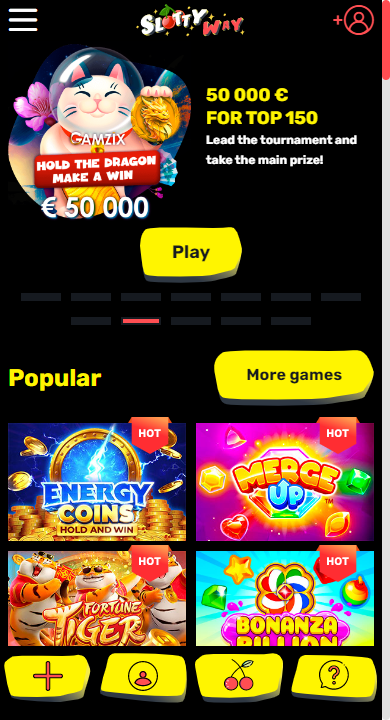 SLOTTY WAY
50 000 €
FOR TOP 150
Lead the tournament and
take the main prize!
GAMZIX
HOLD THE DRAGON
MAKE A WIN
€ 50 000
Play
Popular
More games
HOT
HOT
ENERGY
COINS
HOLD AND WIN
MERGE
UP
TM
HOT
HOT
FORTUNE
TIGER
BONANZA
BILLION